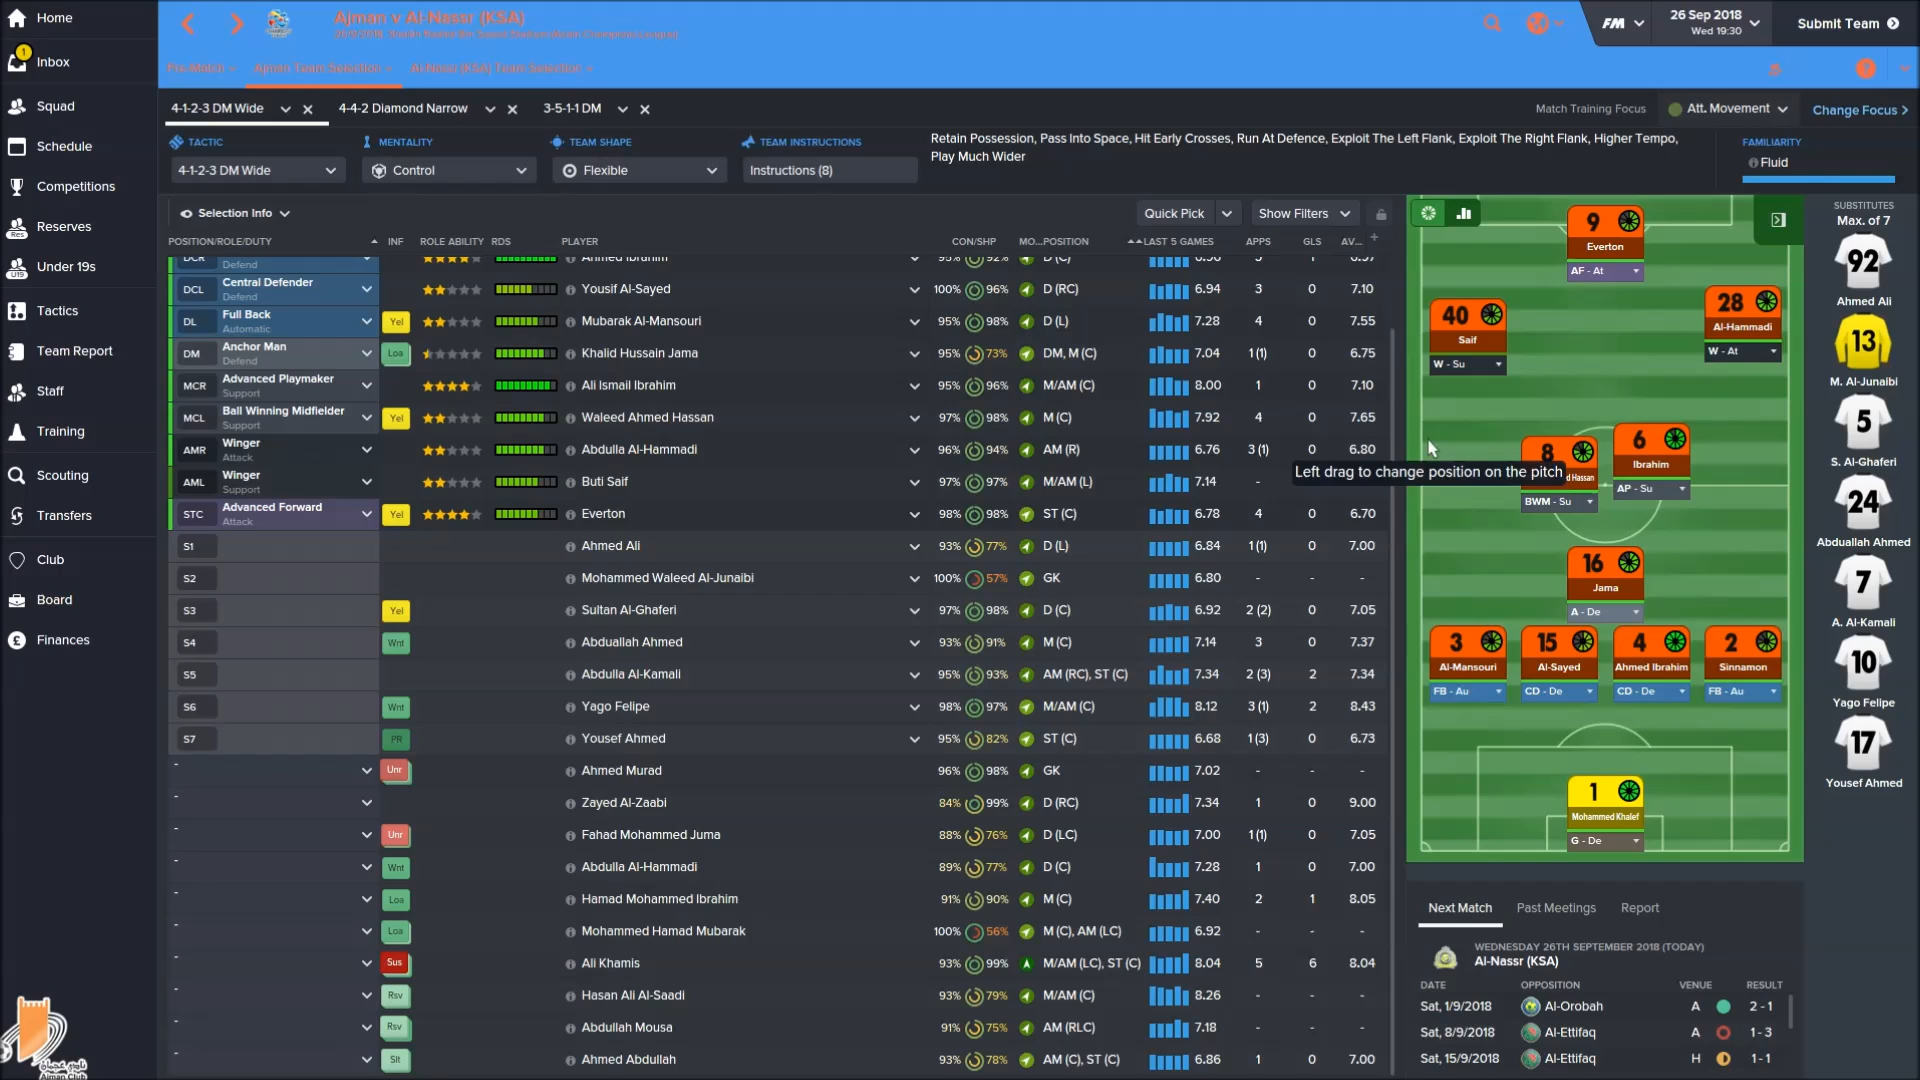 Home
Inbox
1
Squad
Schedule
Competitions
Reserves
Under 19s
Tactics
Team Report
Staff
Training
Scouting
Transfers
Club
Board
Finances
Ajman v Al-Nassr (KSA)
Pre-Match
Ajman Team Selection
Al-Nassr (KSA) Team Selection
FM
26 Sep 2018
Wed 19:30
Submit Team
4-1-2-3 DM Wide
4-4-2 Diamond Narrow
3-5-1-1 DM
Match Training Focus
Att. Movement
Change Focus >
TACTIC
MENTALITY
TEAM SHAPE
TEAM INSTRUCTIONS
4-1-2-3 DM Wide
Control
Flexible
Instructions (8)
Retain Possession, Pass Into Space, Hit Early Crosses, Run At Defence, Exploit The Left Flank, Exploit The Right Flank, Higher Tempo,
Play Much Wider
FAMILIARITY
Fluid
Selection Info
Quick Pick
Show Filters
POSITION/ROLE/DUTY INF ROLE ABILITY RDS PLAYER CON/SHP MO... POSITION LAST 5 GAMES APPS GLS AV...
DCR Defend Ahmed Ibrahim 95% 92% D (C) 6.96 5 1 6.97
DCL Central Defender Defend Yousif Al-Sayed 100% 96% D (RC) 6.94 3 0 7.10
DL Full Back Automatic Yel Mubarak Al-Mansouri 95% 98% D (L) 7.28 4 0 7.55
DM Anchor Man Defend Loa Khalid Hussain Jama 95% 73% DM, M (C) 7.04 1 (1) 0 6.75
MCR Advanced Playmaker Support Ali Ismail Ibrahim 95% 96% M/AM (C) 8.00 1 0 7.10
MCL Ball Winning Midfielder Support Yel Waleed Ahmed Hassan 97% 98% M (C) 7.92 4 0 7.65
AMR Winger Attack Abdulla Al-Hammadi 96% 94% AM (R) 6.76 3 (1) 0 6.80
AML Winger Support Buti Saif 97% 97% M/AM (L) 7.14 -
STC Advanced Forward Attack Yel Everton 98% 98% ST (C) 6.78 4 0 6.70
S1 Ahmed Ali 93% 77% D (L) 6.84 1 (1) 0 7.00
S2 Mohammed Waleed Al-Junaibi 100% 57% GK 6.80 - - -
S3 Yel Sultan Al-Ghaferi 97% 98% D (C) 6.92 2 (2) 0 7.05
S4 Wnt Abduallah Ahmed 93% 91% M (C) 7.14 3 0 7.37
S5 Abdulla Al-Kamali 95% 93% AM (RC), ST (C) 7.34 2 (3) 2 7.34
S6 Wnt Yago Felipe 98% 97% M/AM (C) 8.12 3 (1) 2 8.43
S7 PR Yousef Ahmed 95% 82% ST (C) 6.68 1 (3) 0 6.73
- Unr Ahmed Murad 96% 98% GK 7.02 - - -
- Zayed Al-Zaabi 84% 99% D (RC) 7.34 1 0 9.00
- Unr Fahad Mohammed Juma 88% 76% D (LC) 7.00 1 (1) 0 7.05
- Wnt Abdulla Al-Hammadi 89% 77% D (C) 7.28 1 0 7.00
- Loa Hamad Mohammed Ibrahim 91% 90% M (C) 7.40 2 1 8.05
- Loa Mohammed Hamad Mubarak 100% 56% M (C), AM (LC) 6.92 - - -
- Sus Ali Khamis 93% 99% M/AM (LC), ST (C) 8.04 5 6 8.04
- Rsv Hasan Ali Al-Saadi 93% 79% M/AM (C) 8.26 - - -
- Rsv Abdullah Mousa 91% 75% AM (RLC) 7.18 - - -
- Slt Ahmed Abdullah 93% 78% AM (C), ST (C) 6.86 1 0 7.00
Left drag to change position on the pitch
9
Everton
AF - At
40
Saif
W - Su
28
Al-Hammadi
W - At
8
Hassan
BWM - Su
6
Ibrahim
AP - Su
16
Jama
A - De
3
Al-Mansouri
FB - Au
15
Al-Sayed
CD - De
4
Ahmed Ibrahim
CD - De
2
Sinnamon
FB - Au
1
Mohammed Khalef
G - De
SUBSTITUTES
Max. of 7
92
Ahmed Ali
13
M. Al-Junaibi
5
S. Al-Ghaferi
24
Abduallah Ahmed
7
A. Al-Kamali
10
Yago Felipe
17
Yousef Ahmed
Next Match
Past Meetings
Report
WEDNESDAY 26TH SEPTEMBER 2018 (TODAY)
Al-Nassr (KSA)
DATE OPPOSITION VENUE RESULT
Sat, 1/9/2018 Al-Orobah A 2 - 1
Sat, 8/9/2018 Al-Ettifaq A 1 - 3
Sat, 15/9/2018 Al-Ettifaq H 1 - 1